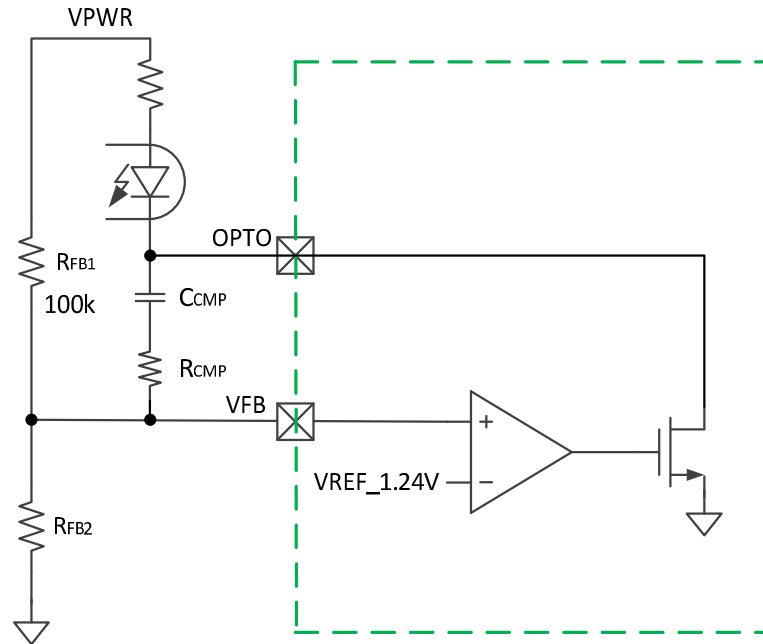 VPWR
OPTO
RFB1
100k
CCMP
RCMP
VFB
+
VREF_1.24V
−
RFB2